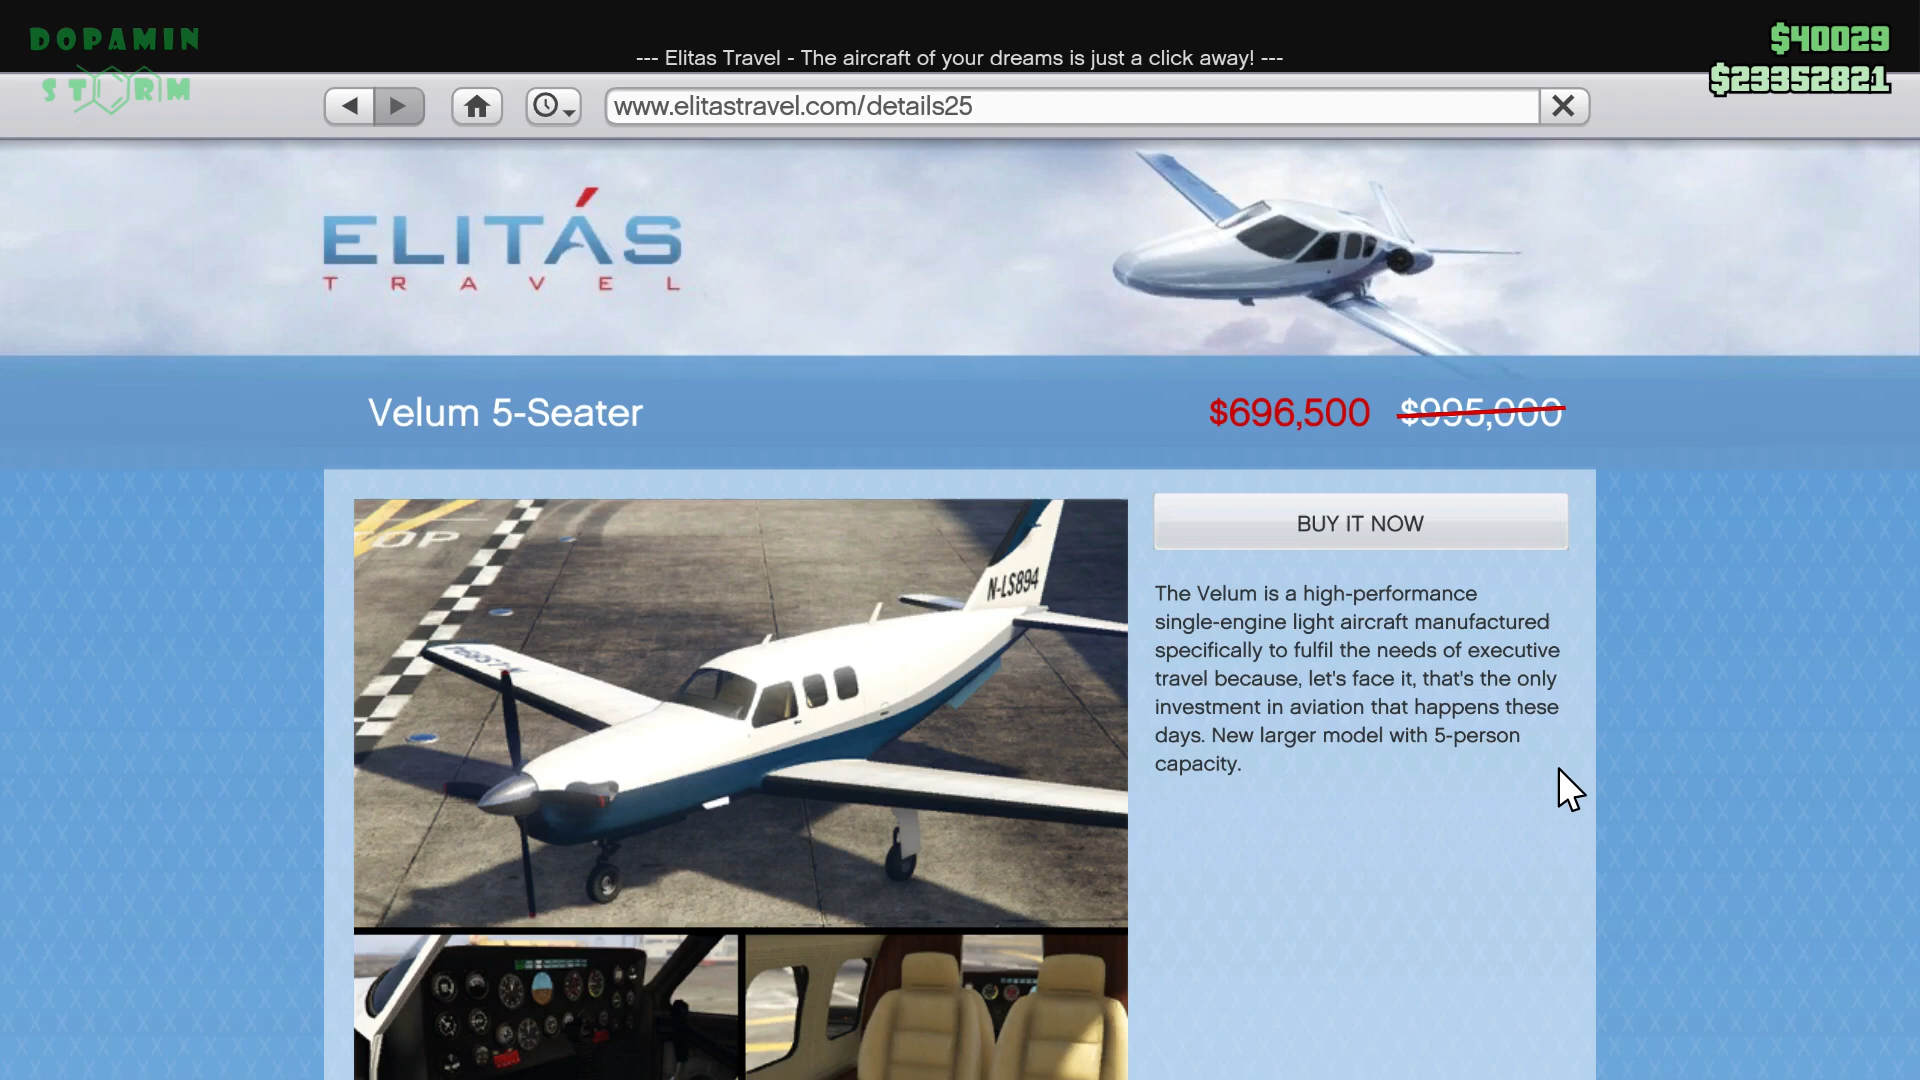 DOPAMIN
STORM
--- Elitas Travel - The aircraft of your dreams is just a click away! ---
$40029
$23352821
www.elitastravel.com/details25
ELITÁS
TRAVEL
Velum 5-Seater
$696,500 $995,000
OP
N-LS894
BUY IT NOW
The Velum is a high-performance
single-engine light aircraft manufactured
specifically to fulfil the needs of executive
travel because, let's face it, that's the only
investment in aviation that happens these
days. New larger model with 5-person
capacity.